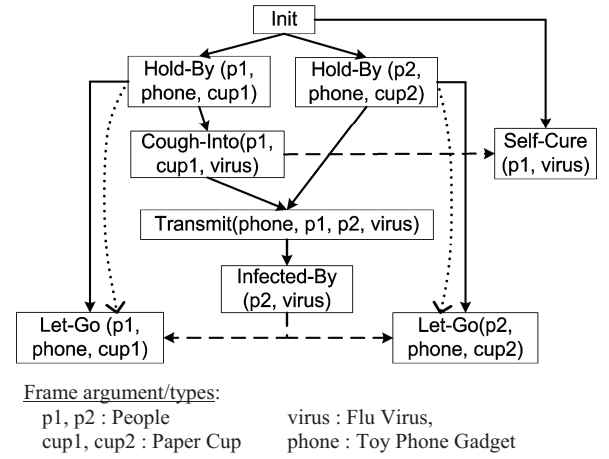 Init
Hold-By (p1,
phone, cup1)
Hold-By (p2,
phone, cup2)
Cough-Into(p1,
cup1, virus)
Self-Cure
(p1, virus)
Transmit(phone, p1, p2, virus)
Infected-By
(p2, virus)
Let-Go (p1,
phone, cup1)
Let-Go(p2,
phone, cup2)
Frame argument/types:
p1, p2 : People
virus : Flu Virus,
cup1, cup2 : Paper Cup
phone : Toy Phone Gadget